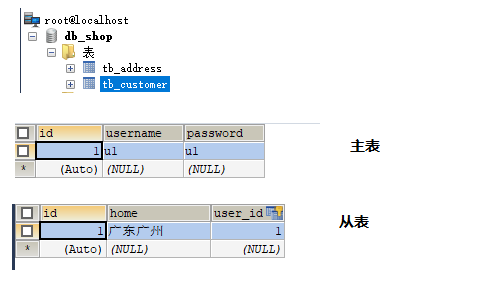 root@localhost
db_shop
表
tb_address
tb_customer
id username password
1 u1 u1
* (Auto) (NULL) (NULL)
主表
id home user_id
1 广东广州 1
* (Auto) (NULL) (NULL)
从表